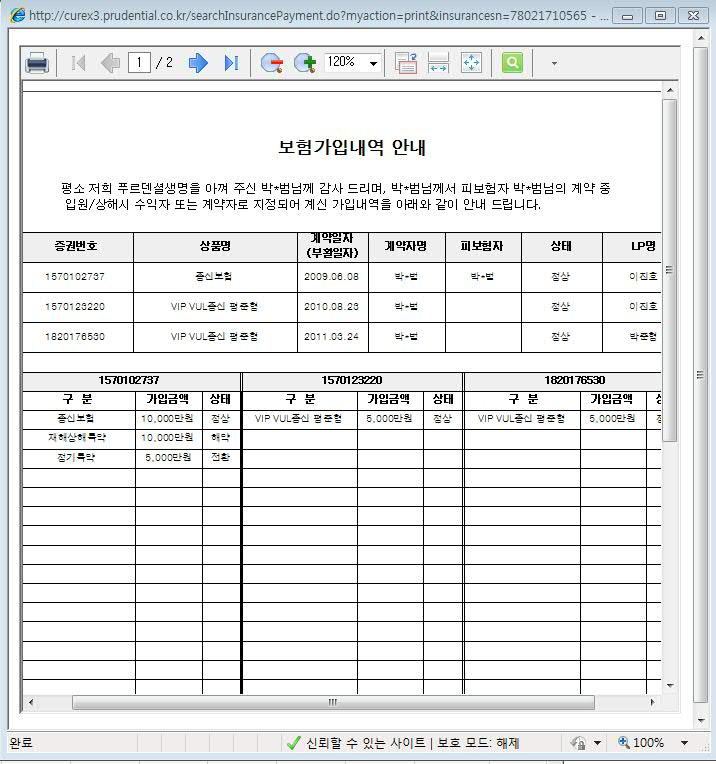 http://curex3.prudential.co.kr/searchInsurancePayment.do?myaction=print&insurancesn=78021710565 - ...
1 / 2 120%
보험가입내역 안내
평소 저희 푸르덴셜생명을 아껴 주신 박*범님께 감사 드리며, 박*범님께서 피보험자 박*범님의 계약 중
입원/상해시 수익자 또는 계약자로 지정되어 계신 가입내역을 아래와 같이 안내 드립니다.
증권번호 상품명 계약일자 (부활일자) 계약자명 피보험자 상태 LP명
1570102737 종신보험 2009.06.08 박*범 박*범 정상 이진호
1570123220 VIP VUL종신 평준형 2010.08.23 박*범 정상 이진호
1820176530 VIP VUL종신 평준형 2011.03.24 박*범 정상 박준형
1570102737 1570123220 1820176530
구 분 가입금액 상태 구 분 가입금액 상태 구 분 가입금액
종신보험 10,000만원 정상 VIP VUL종신 평준형 5,000만원 정상 VIP VUL종신 평준형 5,000만원
재해상해특약 10,000만원 해약
정기특약 5,000만원 전환
완료 신뢰할 수 있는 사이트 | 보호 모드: 해제 100%